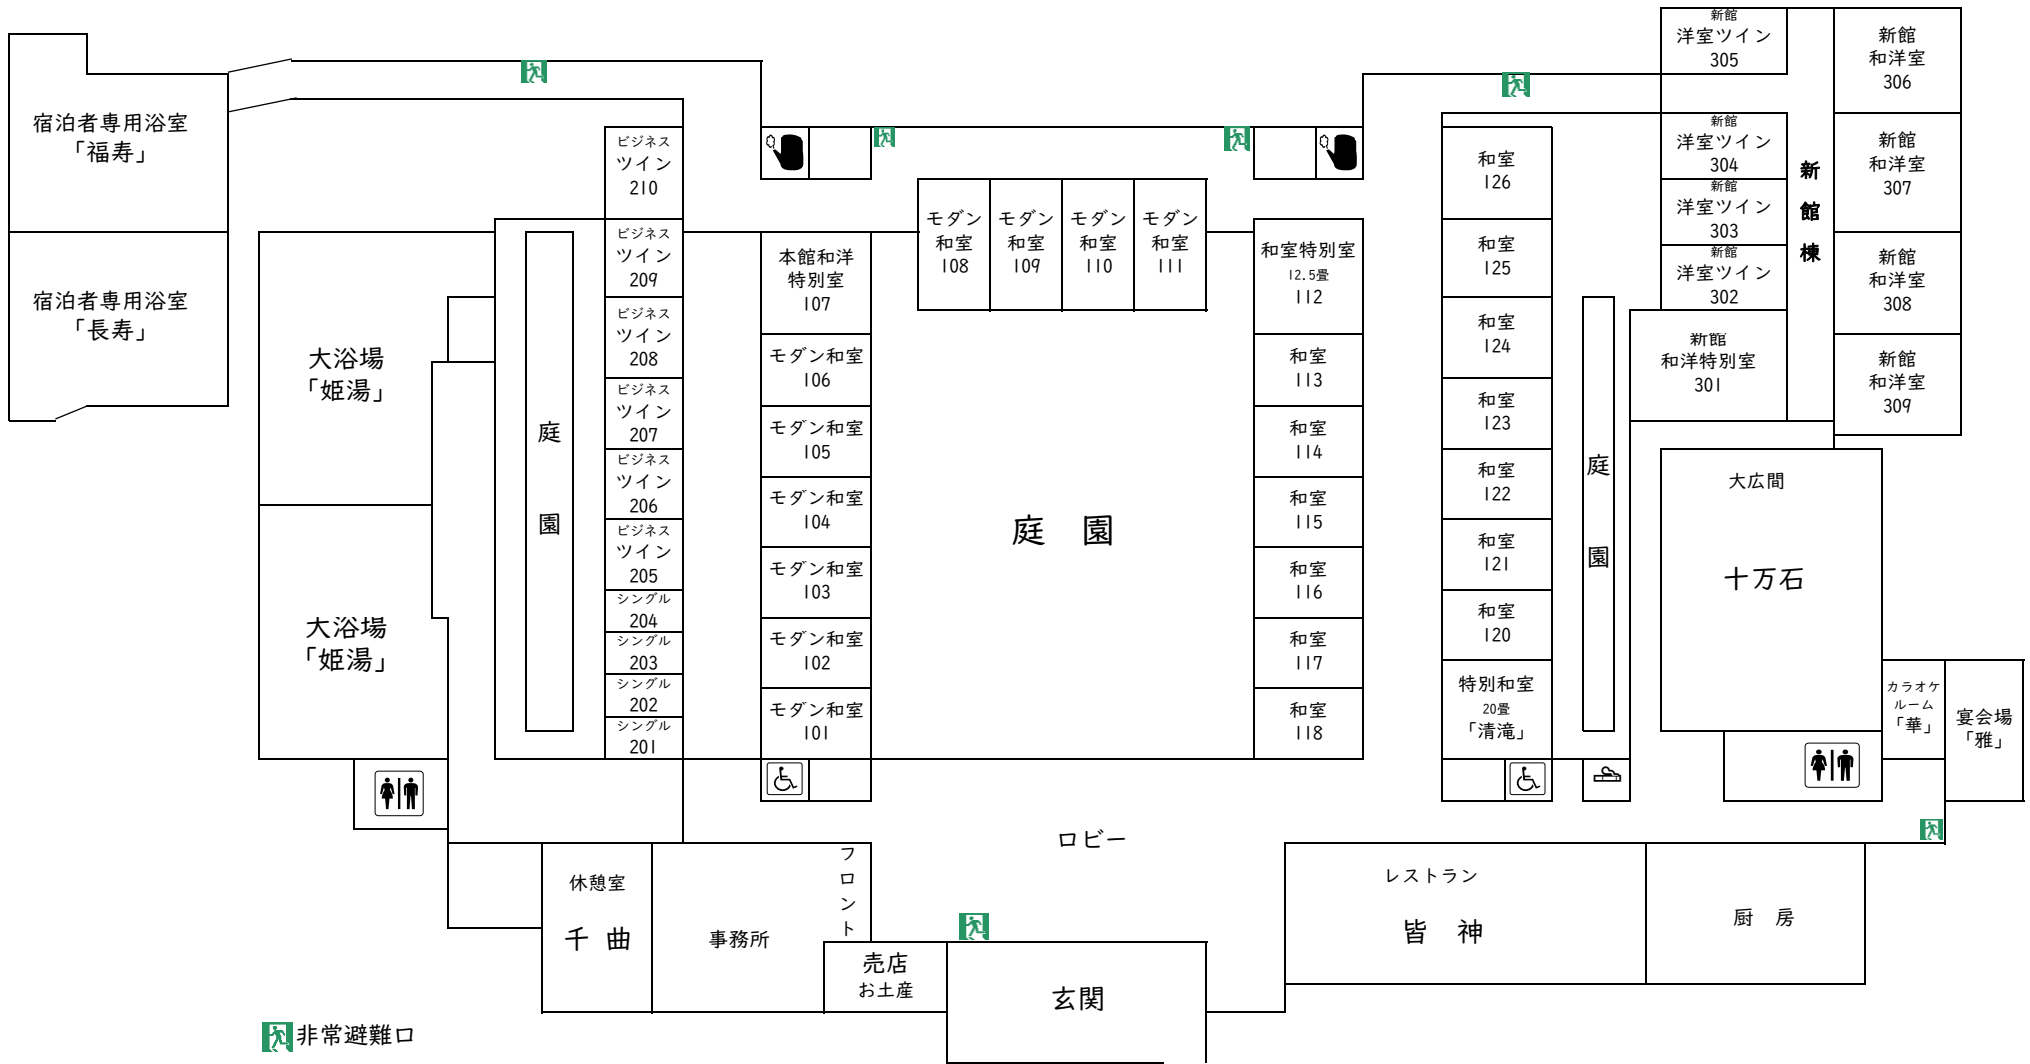 宿泊者専用浴室
「福寿」
宿泊者専用浴室
「長寿」
大浴場
「姫湯」
大浴場
「姫湯」
庭
園
ビジネス
ツイン
210
ビジネス
ツイン
209
ビジネス
ツイン
208
ビジネス
ツイン
207
ビジネス
ツイン
206
ビジネス
ツイン
205
シングル
204
シングル
203
シングル
202
シングル
201
本館和洋
特別室
107
モダン和室
106
モダン和室
105
モダン和室
104
モダン和室
103
モダン和室
102
モダン和室
101
モダン
和室
108
モダン
和室
109
モダン
和室
110
モダン
和室
111
庭 園
和室特別室
12.5畳
112
和室
113
和室
114
和室
115
和室
116
和室
117
和室
118
和室
126
和室
125
和室
124
和室
123
和室
122
和室
121
和室
120
特別和室
20畳
「清滝」
庭
園
新館
洋室ツイン
305
新館
洋室ツイン
304
新館
洋室ツイン
303
新館
洋室ツイン
302
新館
和洋特別室
301
新
館
棟
新館
和洋室
306
新館
和洋室
307
新館
和洋室
308
新館
和洋室
309
大広間
十万石
カラオケ
ルーム
「華」
宴会場
「雅」
ロビー
休憩室
千 曲
事務所
フ
ロ
ン
ト
売店
お土産
玄関
レストラン
皆 神
厨 房
非常避難口